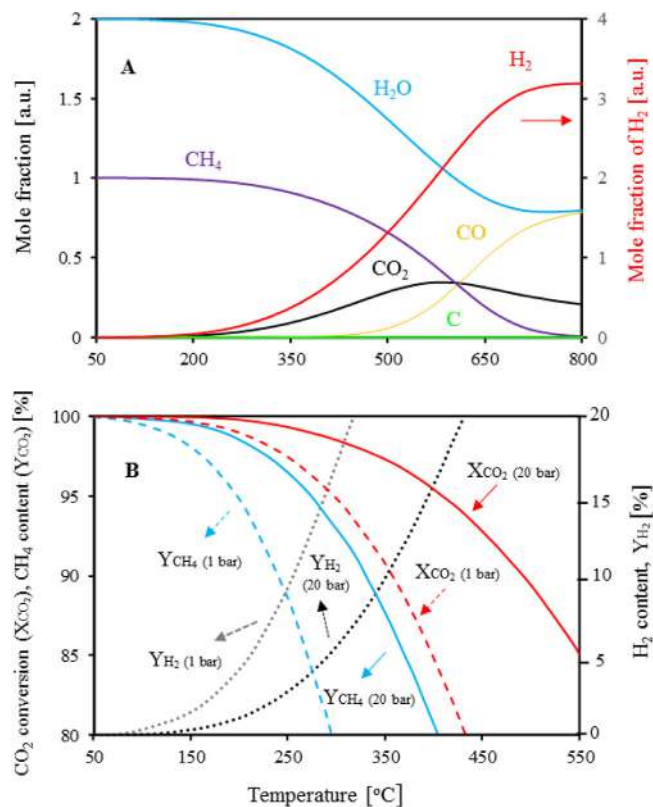 A
Mole fraction [a.u.]
Mole fraction of H₂ [a.u.]
2
1.5
1
0.5
0
4
3
2
1
0
H₂
H₂O
CH₄
CO
CO₂
C
50 200 350 500 650 800
B
CO₂ conversion (XCO₂), CH₄ content (YCO₂) [%]
H₂ content, YH₂ [%]
100
95
90
85
80
20
15
10
5
0
XCO₂ (20 bar)
YCH₄ (1 bar)
YH₂
(20 bar)
XCO₂ (1 bar)
YH₂ (1 bar)
YCH₄ (20 bar)
50 150 250 350 450 550
Temperature [°C]